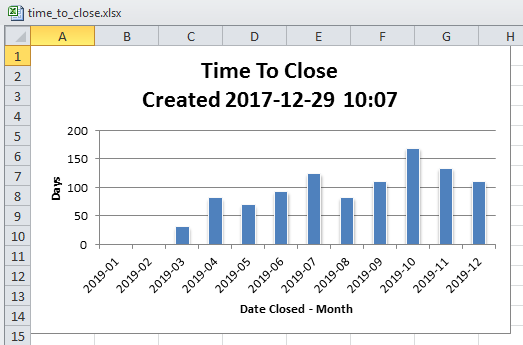 time_to_close.xlsx
A B C D E F G H
1
2
3
4
5
6
7
8
9
10
11
12
13
14
15
Time To Close
Created 2017-12-29 10:07
200
150
100
50
0
Days
2019-01 2019-02 2019-03 2019-04 2019-05 2019-06 2019-07 2019-08 2019-09 2019-10 2019-11 2019-12
Date Closed - Month